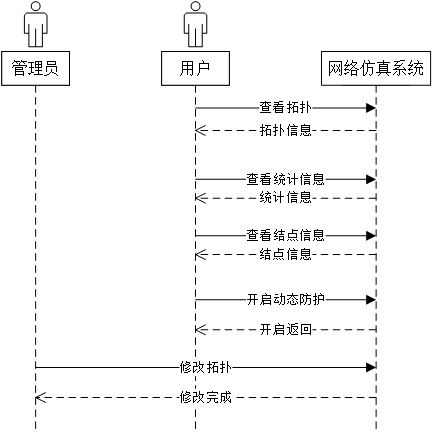 管理员
用户
网络仿真系统
查看拓扑
拓扑信息
查看统计信息
统计信息
查看结点信息
结点信息
开启动态防护
开启返回
修改拓扑
修改完成